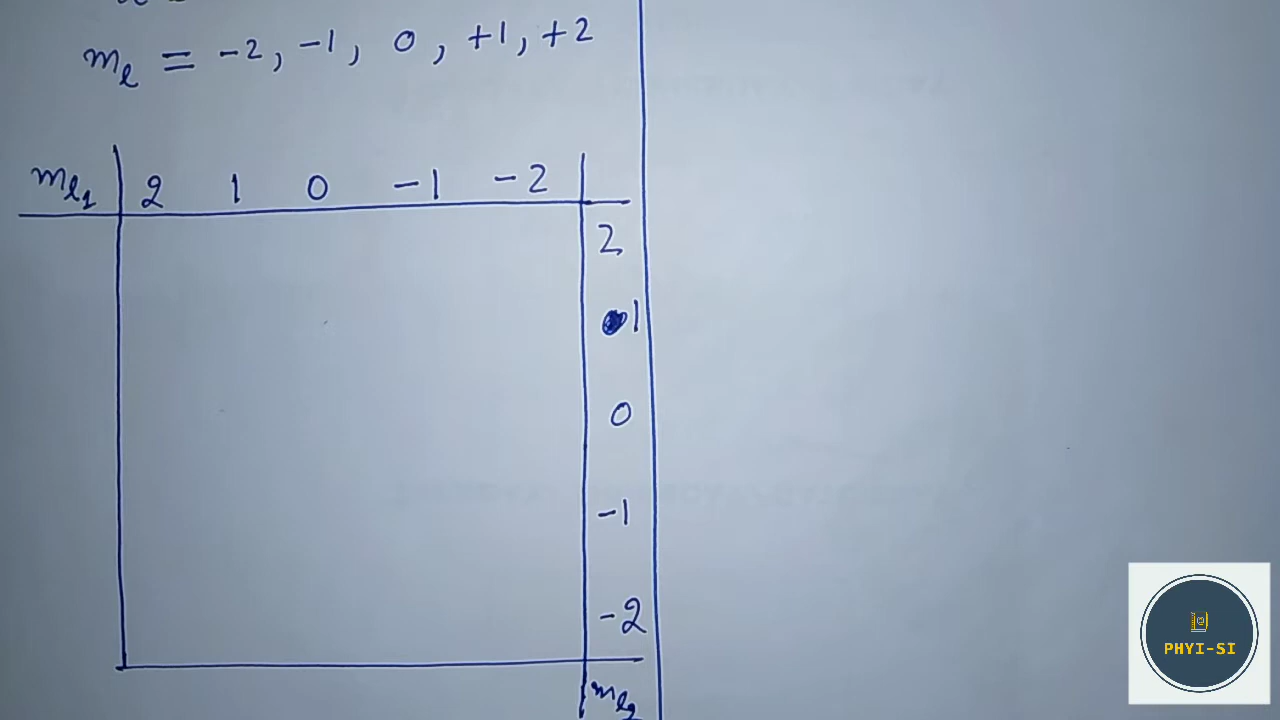 mℓ = -2, -1, 0, +1, +2
mℓ1 2 1 0 -1 -2
2
1
0
-1
-2
mℓ2
PHYI-SI